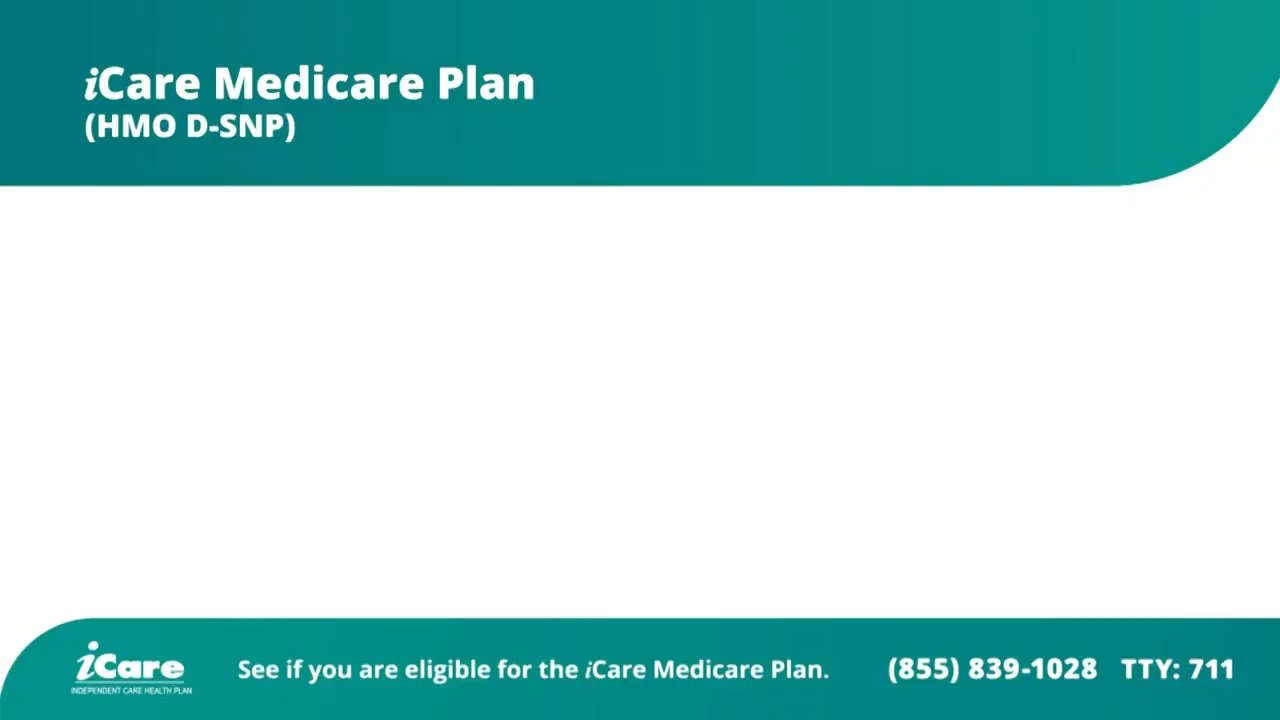 iCare Medicare Plan
(HMO D-SNP)
iCare
INDEPENDENT CARE HEALTH PLAN
See if you are eligible for the iCare Medicare Plan.
(855) 839-1028 TTY: 711